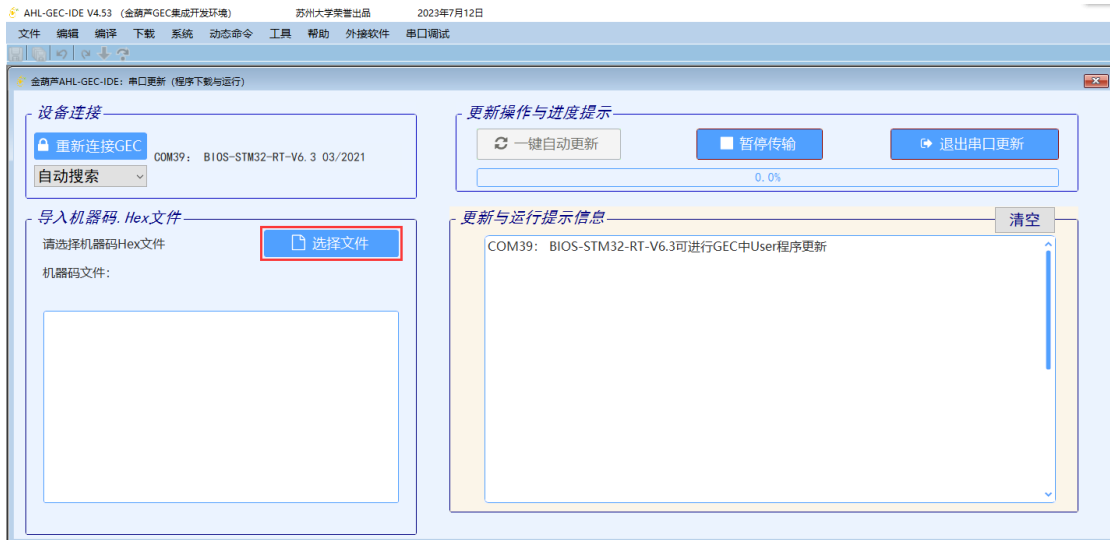 AHL-GEC-IDE V4.53 （金葫芦GEC集成开发环境） 苏州大学荣誉出品 2023年7月12日
文件 编辑 编译 下载 系统 动态命令 工具 帮助 外接软件 串口调试
金葫芦AHL-GEC-IDE：串口更新（程序下载与运行）
设备连接
重新连接GEC
COM39： BIOS-STM32-RT-V6.3 03/2021
自动搜索
更新操作与进度提示
一键自动更新 暂停传输 退出串口更新
0.0%
导入机器码.Hex文件
请选择机器码Hex文件 选择文件
机器码文件：
更新与运行提示信息 清空
COM39： BIOS-STM32-RT-V6.3可进行GEC中User程序更新